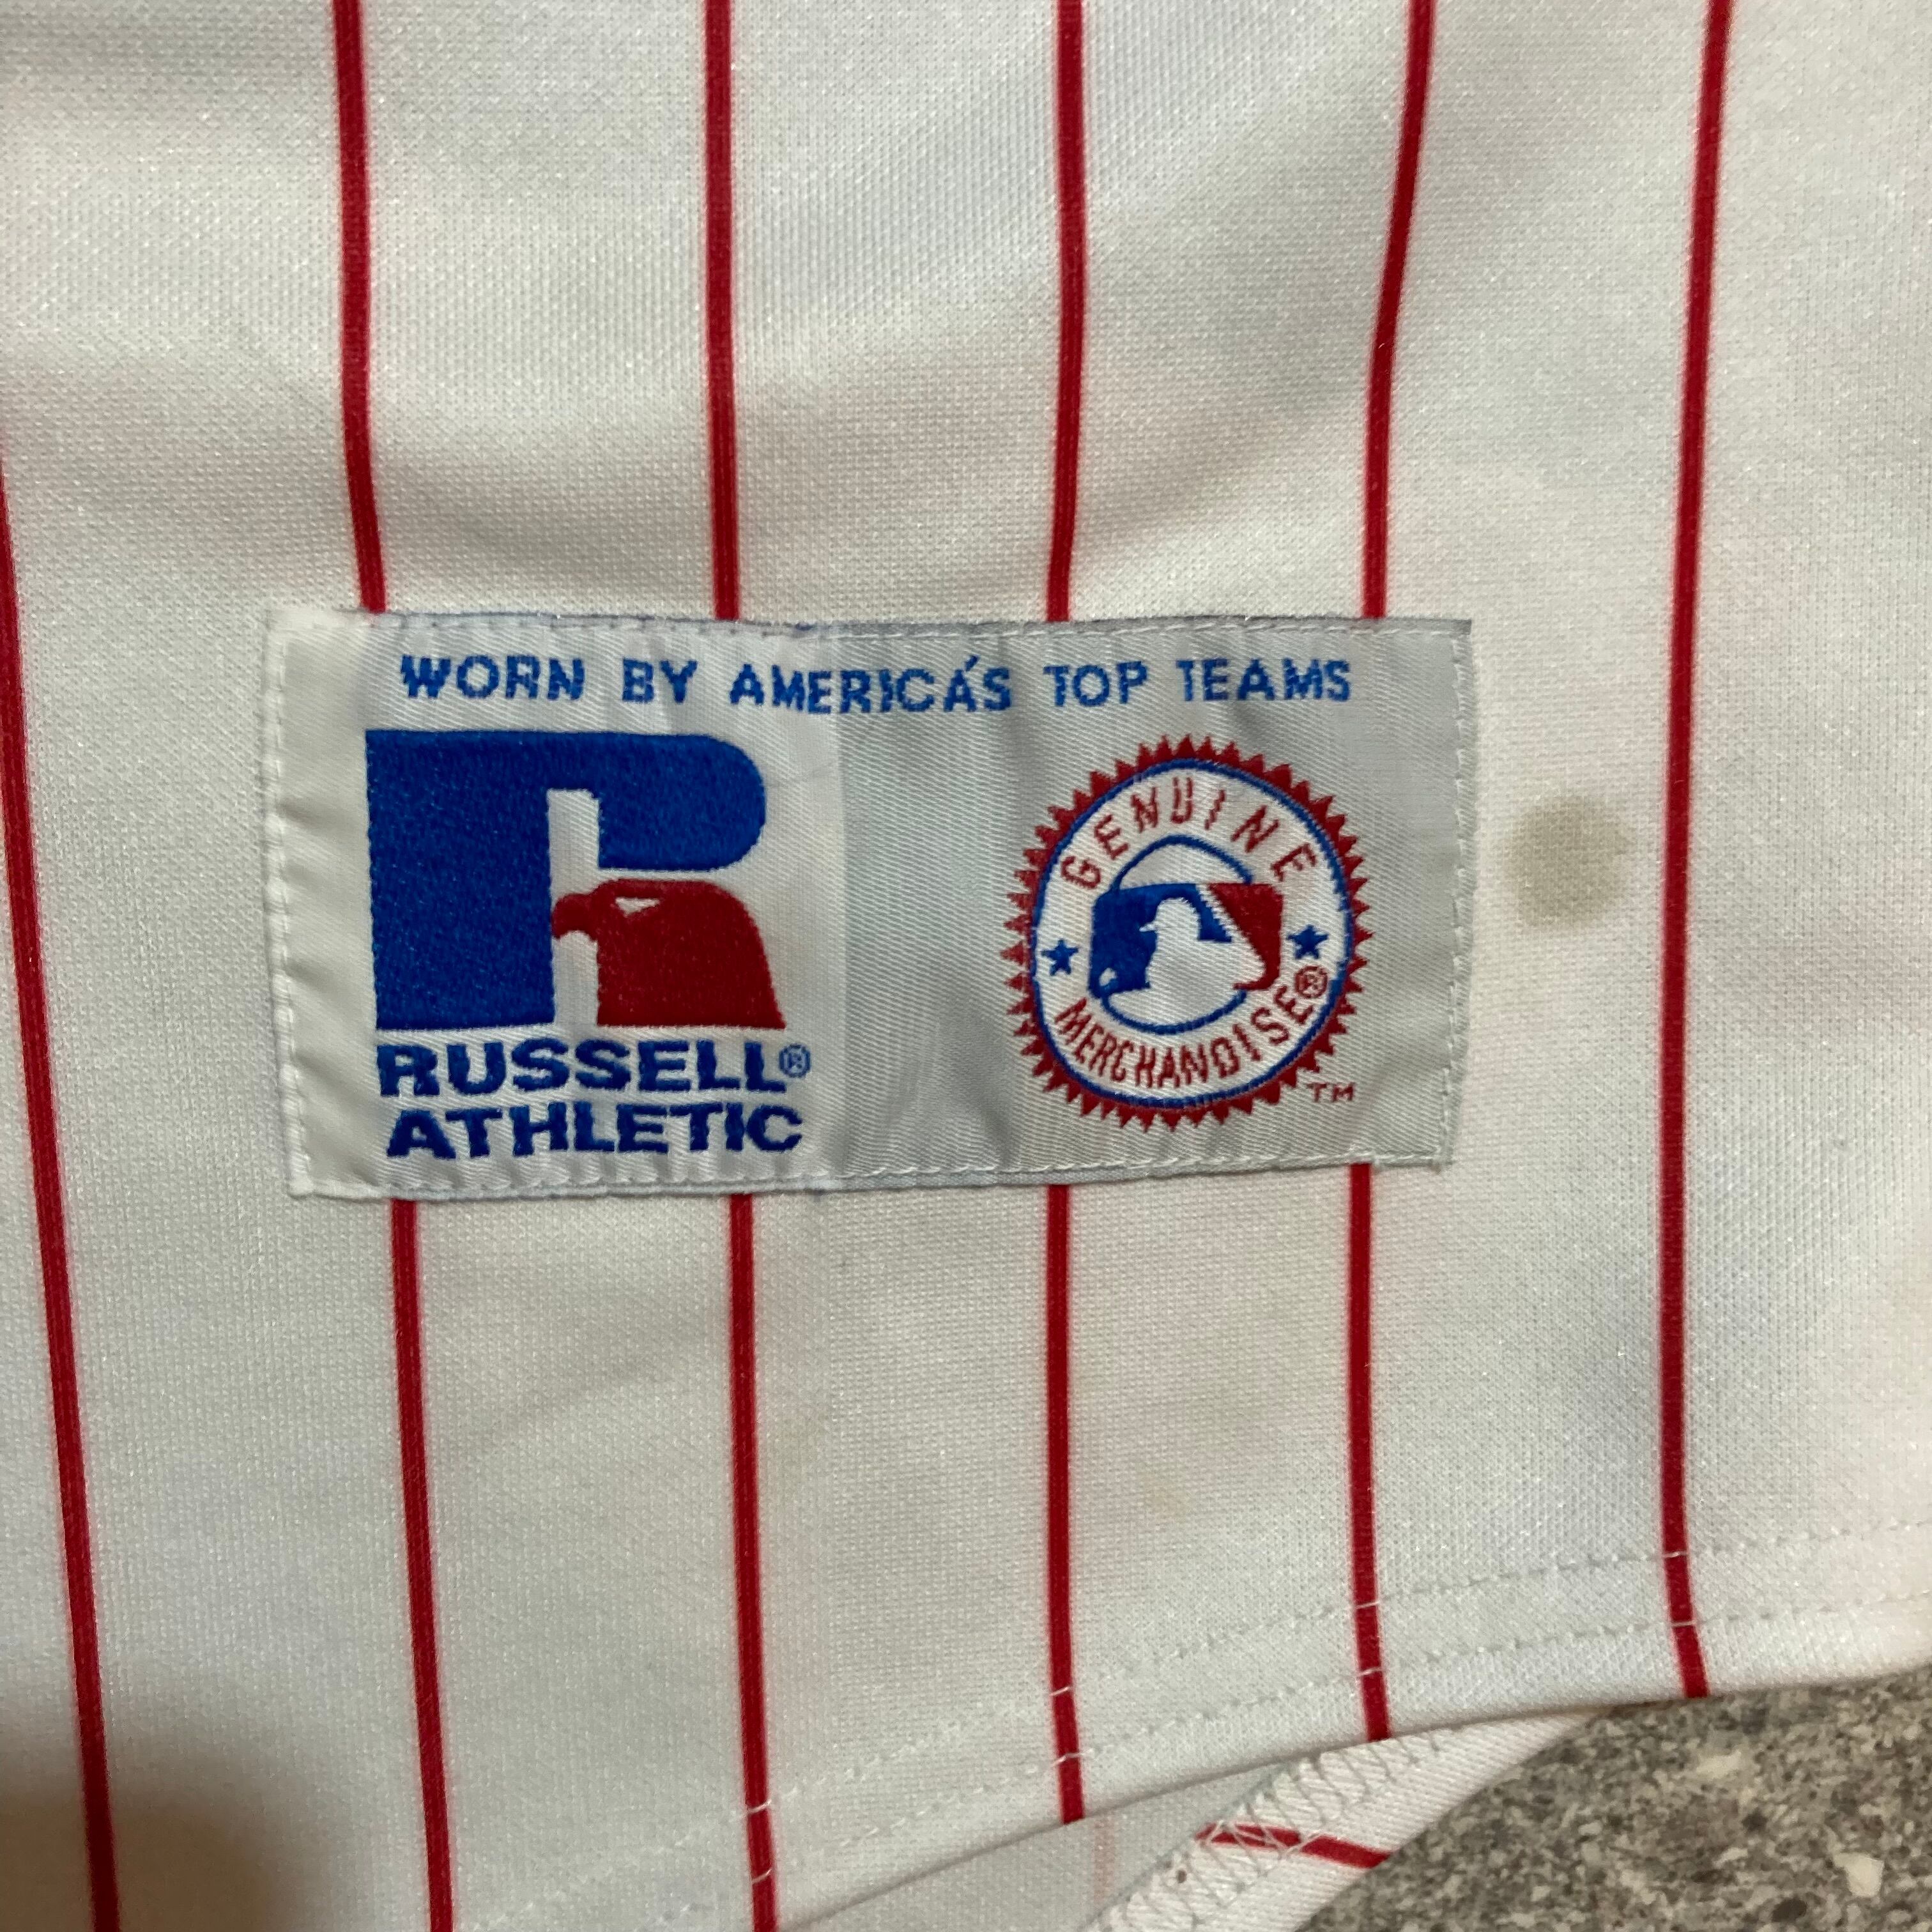 WORN BY AMERICA'S TOP TEAMS
RUSSELL®
ATHLETIC
GENUINE
MERCHANDISE®
TM